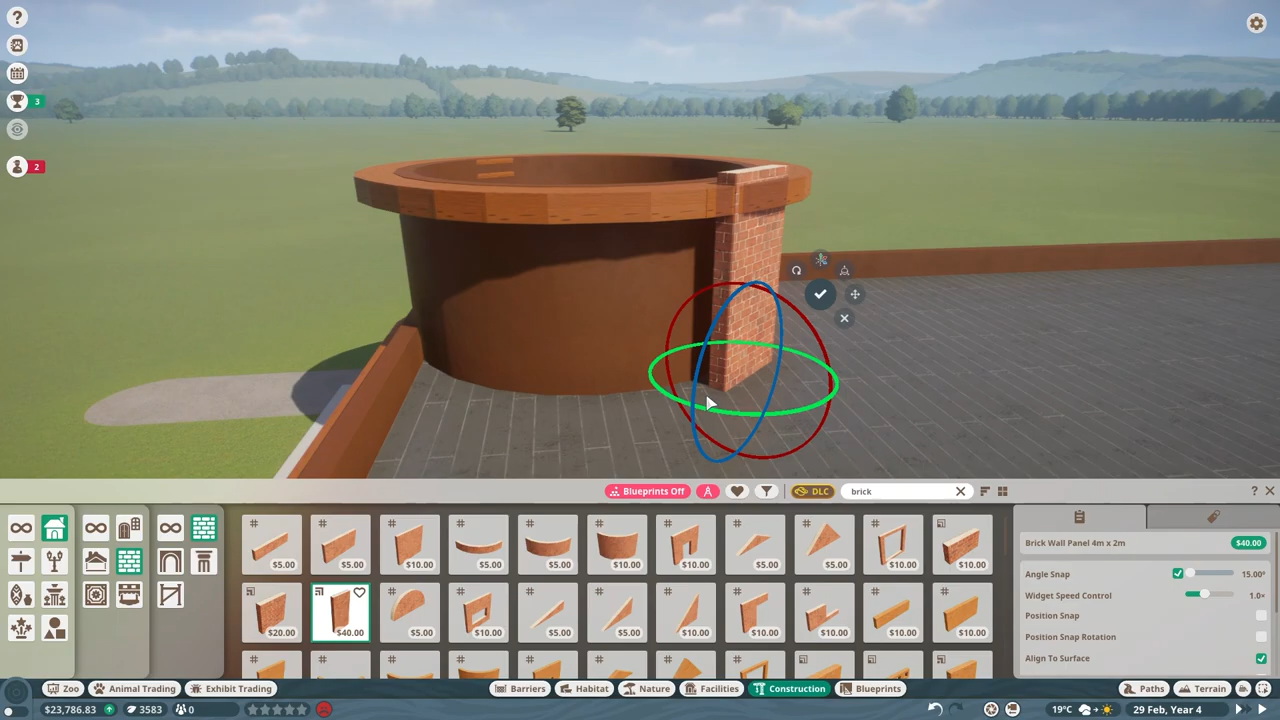 ?
3
2
Blueprints Off
DLC
brick
?
$5.00 $5.00 $10.00 $5.00 $5.00 $10.00 $10.00 $5.00 $5.00 $10.00 $10.00
$20.00 $40.00 $5.00 $10.00 $5.00 $5.00 $10.00 $10.00 $10.00 $10.00 $10.00
Brick Wall Panel 4m x 2m $40.00
Angle Snap 15.00°
Widget Speed Control 1.0×
Position Snap
Position Snap Rotation
Align To Surface
Zoo Animal Trading Exhibit Trading Barriers Habitat Nature Facilities Construction Blueprints Paths Terrain
$23,786.83 3583 0 19°C 29 Feb, Year 4